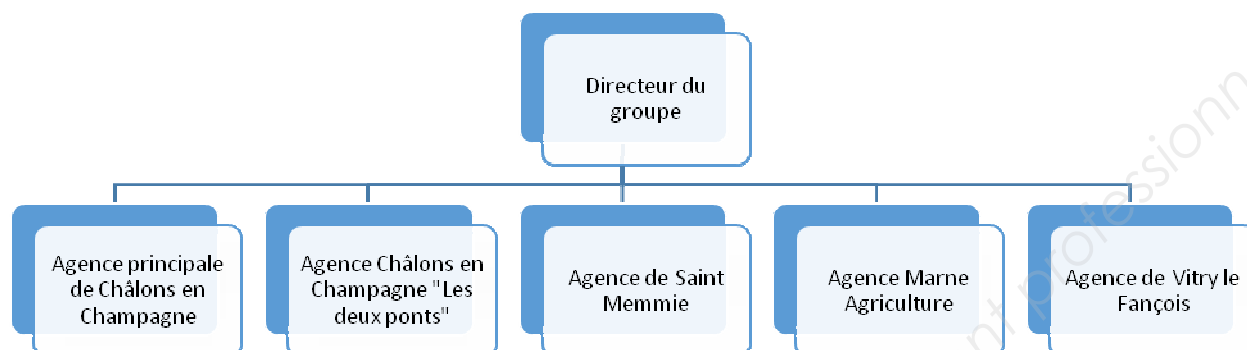 Directeur du
groupe
Agence principale
de Châlons en
Champagne
Agence Châlons en
Champagne "Les
deux ponts"
Agence de Saint
Memmie
Agence Marne
Agriculture
Agence de Vitry le
Fançois